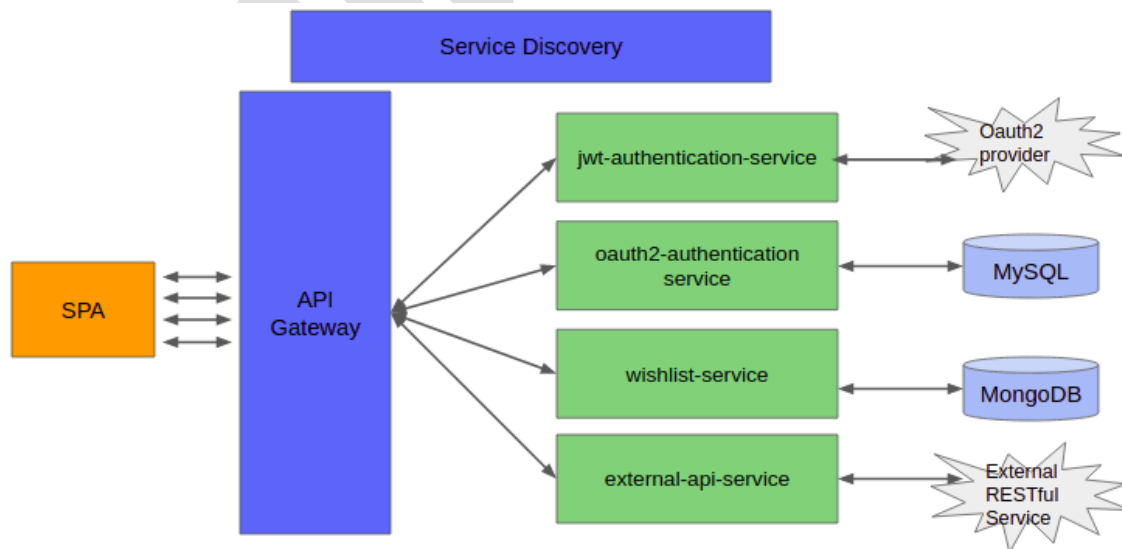 Service Discovery
SPA
API
Gateway
jwt-authentication-service
Oauth2
provider
oauth2-authentication
service
MySQL
wishlist-service
MongoDB
external-api-service
External
RESTful
Service